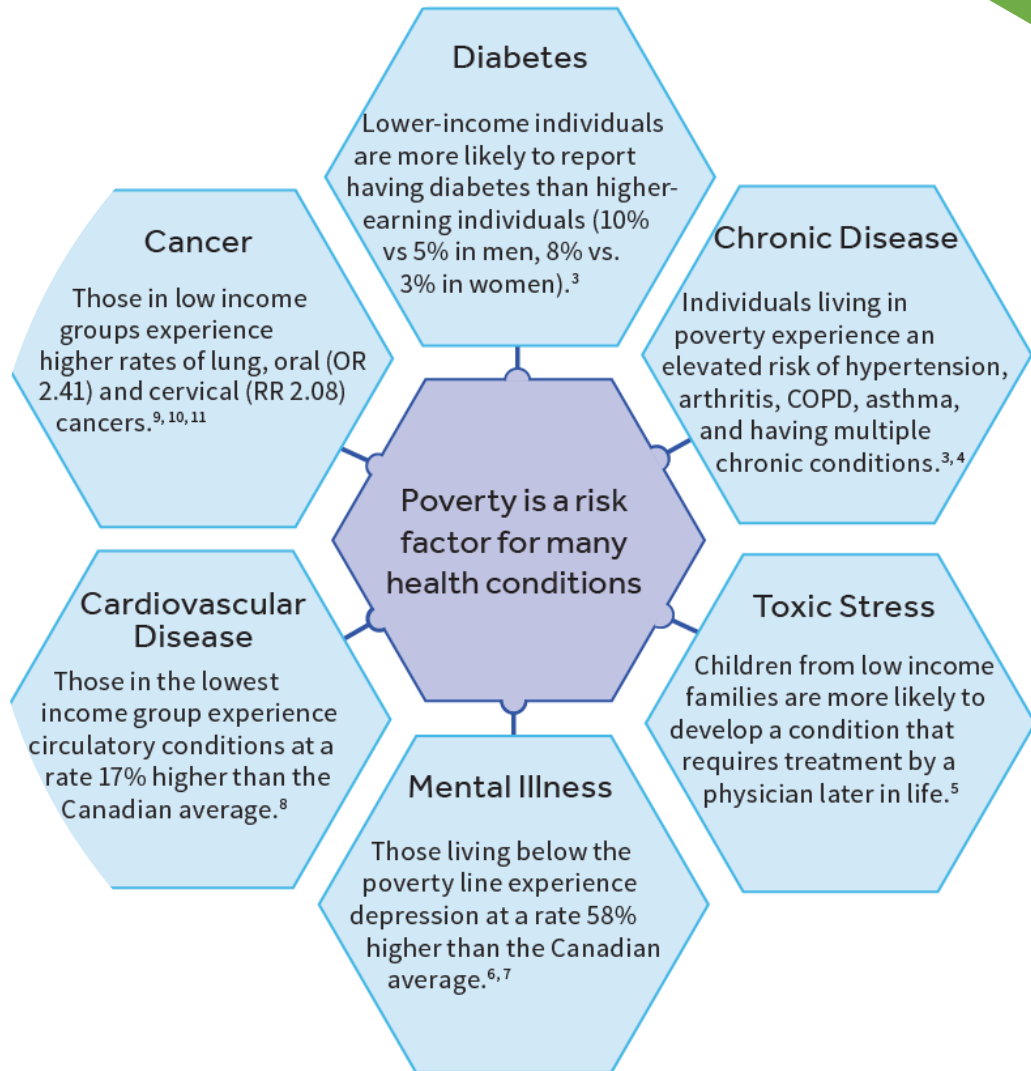 Diabetes
Lower-income individuals
are more likely to report
having diabetes than higher-
earning individuals (10%
vs 5% in men, 8% vs.
3% in women).³
Chronic Disease
Individuals living in
poverty experience an
elevated risk of hypertension,
arthritis, COPD, asthma,
and having multiple
chronic conditions.³,⁴
Toxic Stress
Children from low income
families are more likely to
develop a condition that
requires treatment by a
physician later in life.⁵
Mental Illness
Those living below the
poverty line experience
depression at a rate 58%
higher than the Canadian
average.⁶,⁷
Cardiovascular
Disease
Those in the lowest
income group experience
circulatory conditions at a
rate 17% higher than the
Canadian average.⁸
Cancer
Those in low income
groups experience
higher rates of lung, oral (OR
2.41) and cervical (RR 2.08)
cancers.⁹,¹⁰,¹¹
Poverty is a risk
factor for many
health conditions